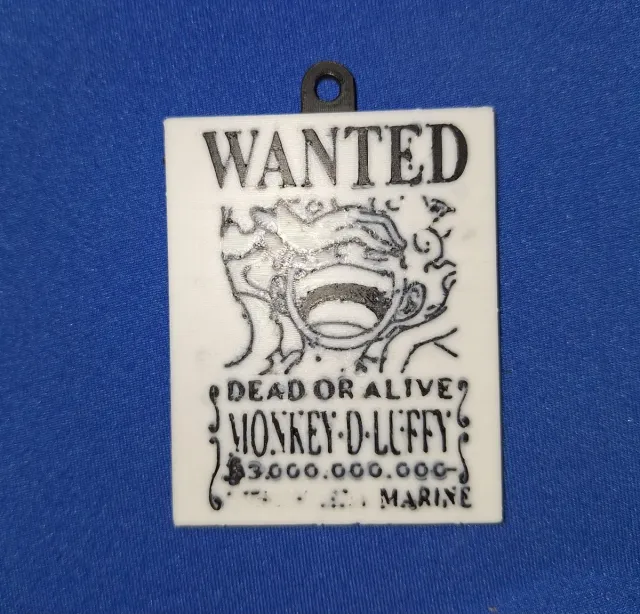 WANTED
DEAD OR ALIVE
MONKEY·D·LUFFY
฿3.000.000.000-
MARINE